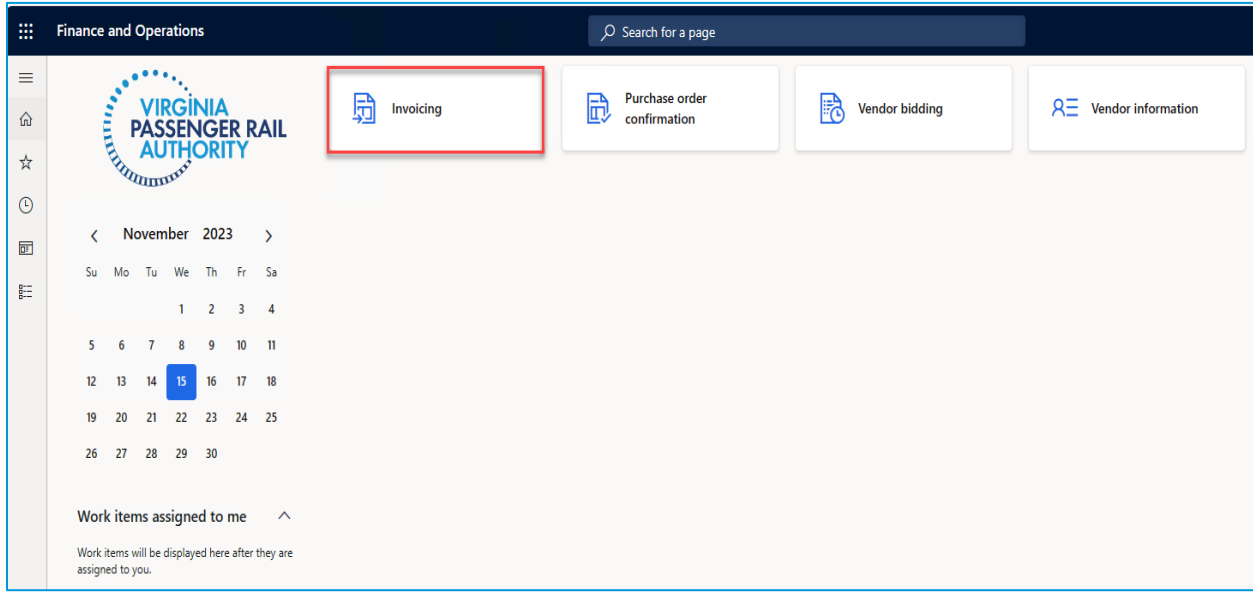 Finance and Operations
Search for a page
VIRGINIA
PASSENGER RAIL
AUTHORITY
Invoicing
Purchase order
confirmation
Vendor bidding
Vendor information
November 2023
Su Mo Tu We Th Fr Sa
1 2 3 4
5 6 7 8 9 10 11
12 13 14 15 16 17 18
19 20 21 22 23 24 25
26 27 28 29 30
Work items assigned to me
Work items will be displayed here after they are
assigned to you.